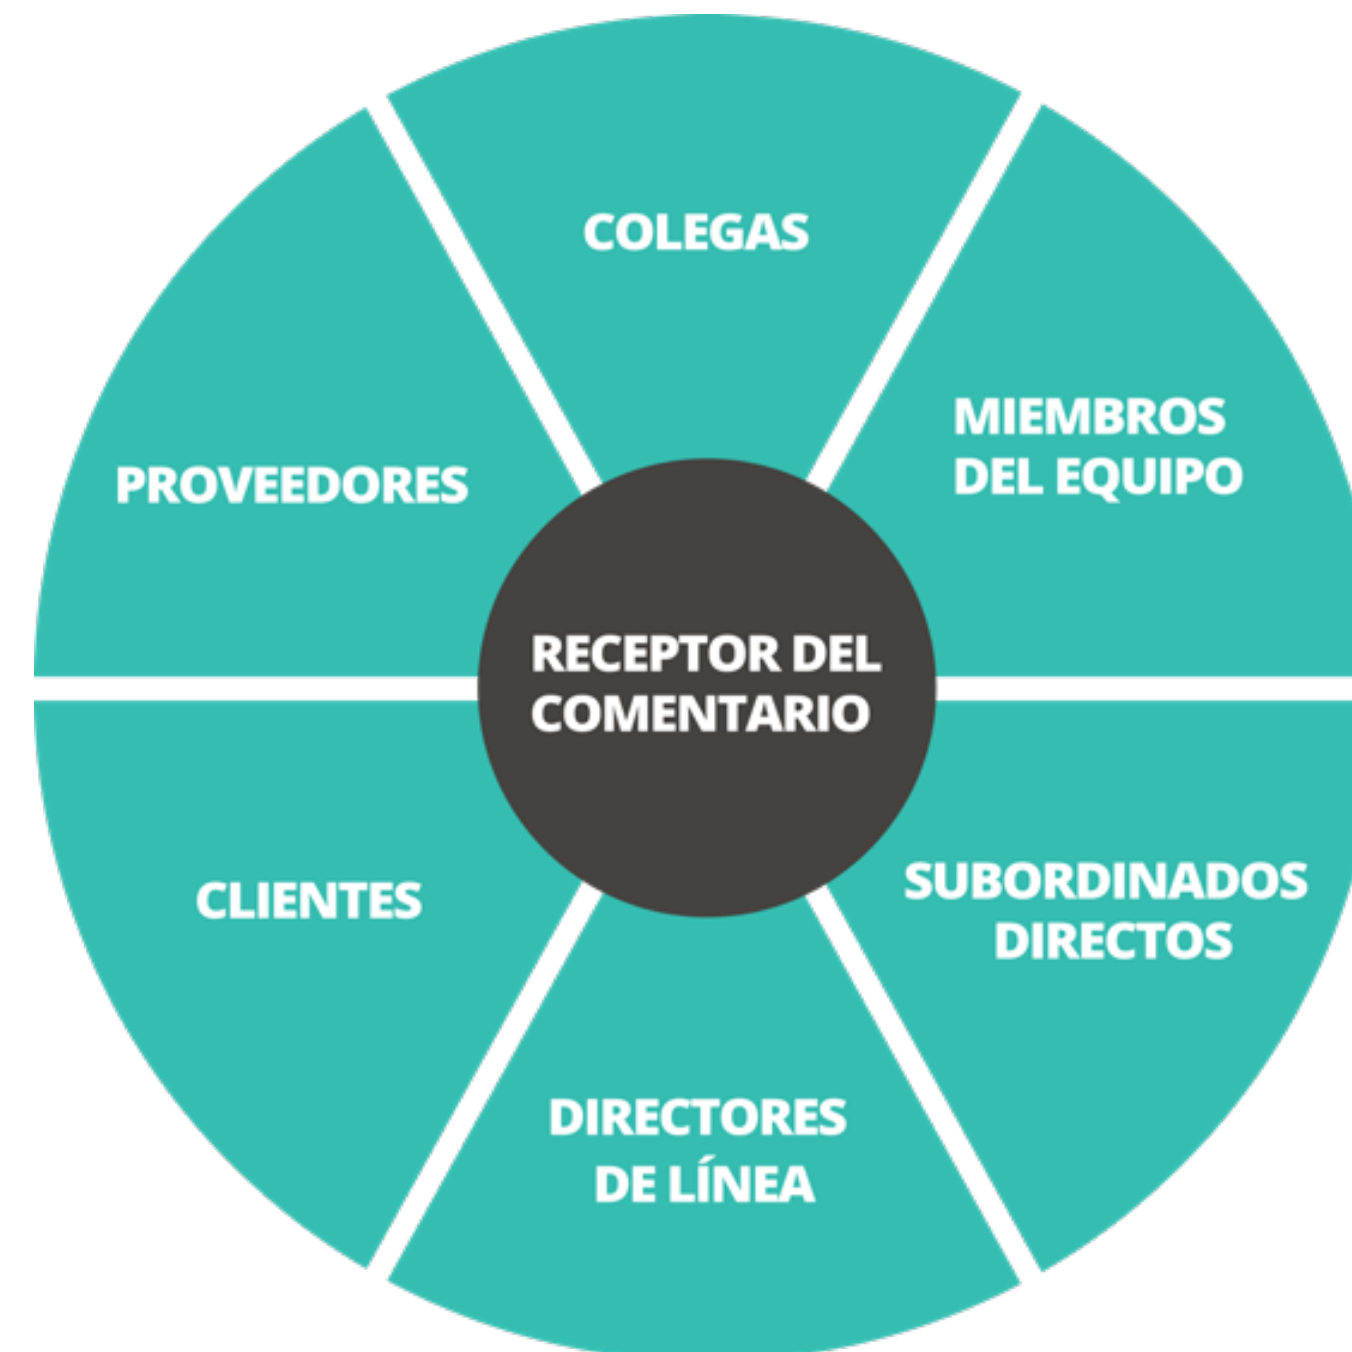 COLEGAS
MIEMBROS
DEL EQUIPO
PROVEEDORES
RECEPTOR DEL
COMENTARIO
SUBORDINADOS
DIRECTOS
CLIENTES
DIRECTORES
DE LÍNEA